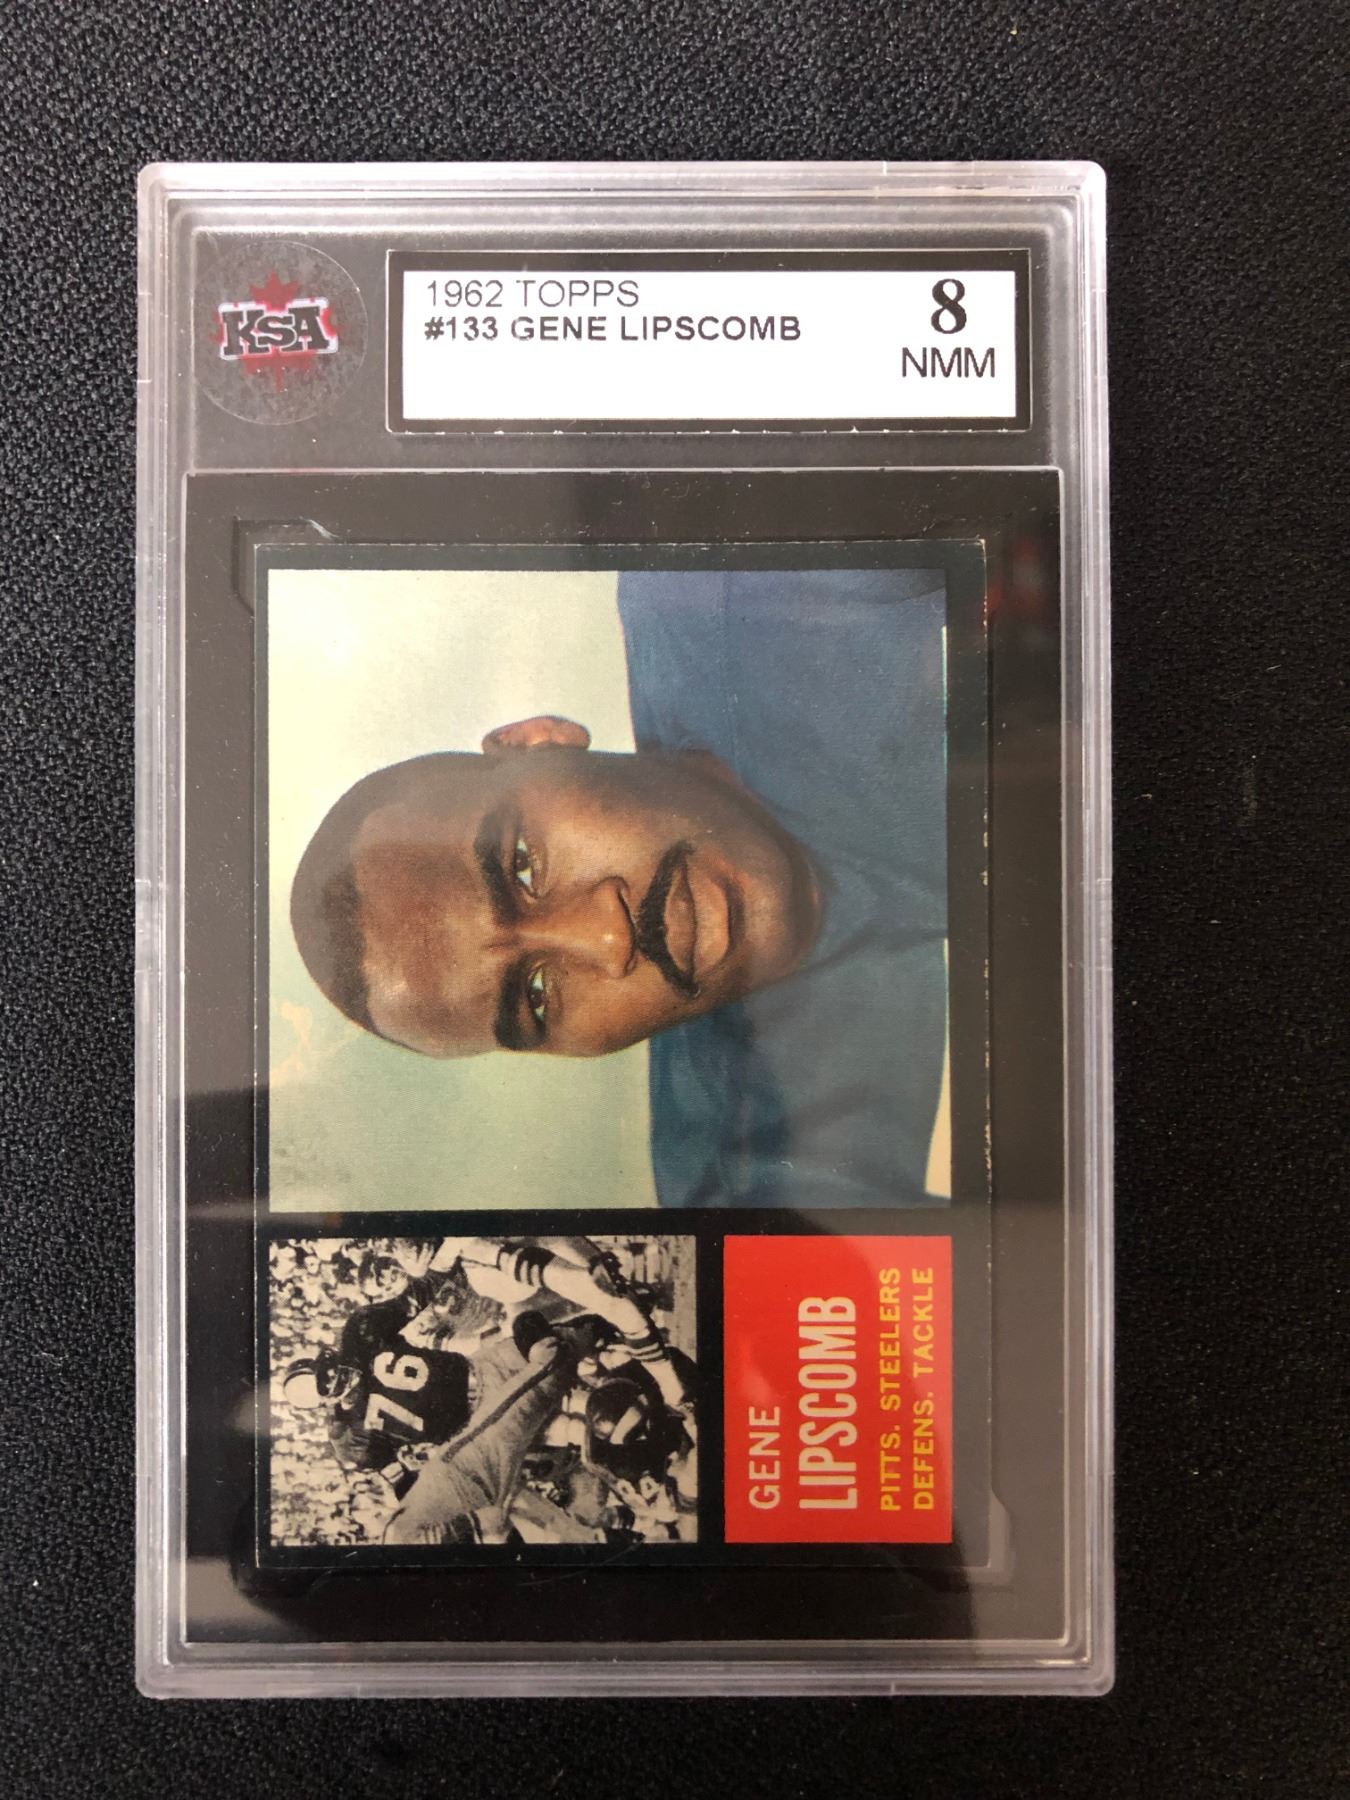 KSA
1962 TOPPS
#133 GENE LIPSCOMB
8
NMM
76
GENE
LIPSCOMB
PITTS. STEELERS
DEFENS. TACKLE